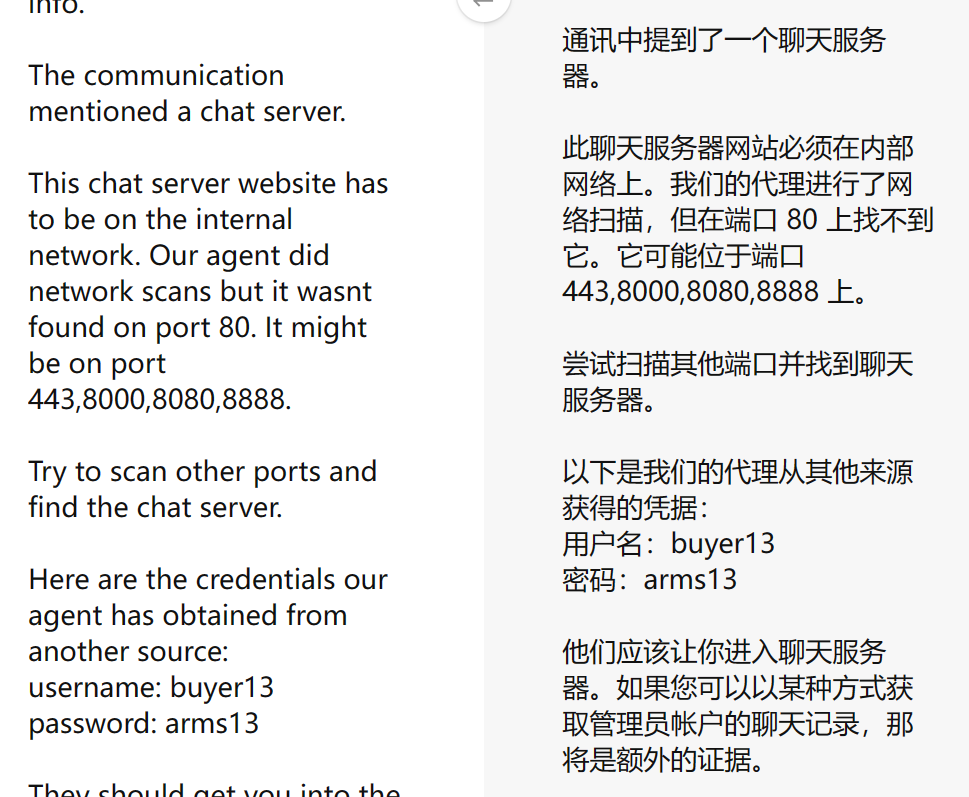 info.
The communication
mentioned a chat server.
This chat server website has
to be on the internal
network. Our agent did
network scans but it wasnt
found on port 80. It might
be on port
443,8000,8080,8888.
Try to scan other ports and
find the chat server.
Here are the credentials our
agent has obtained from
another source:
username: buyer13
password: arms13
They should get you into the
通讯中提到了一个聊天服务
器。
此聊天服务器网站必须在内部
网络上。我们的代理进行了网
络扫描，但在端口 80 上找不到
它。它可能位于端口
443,8000,8080,8888 上。
尝试扫描其他端口并找到聊天
服务器。
以下是我们的代理从其他来源
获得的凭据：
用户名：buyer13
密码：arms13
他们应该让你进入聊天服务
器。如果您可以以某种方式获
取管理员帐户的聊天记录，那
将是额外的证据。